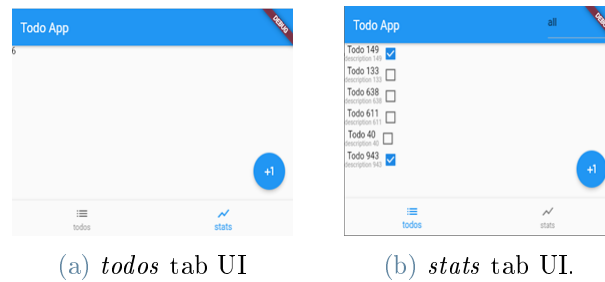 Todo App
DEBUG
6
+1
todos
stats
(a) todos tab UI
Todo App
all
Todo 149
description 149
Todo 133
description 133
Todo 638
description 638
Todo 611
description 611
Todo 40
description 40
Todo 943
description 943
+1
todos
stats
(b) stats tab UI.